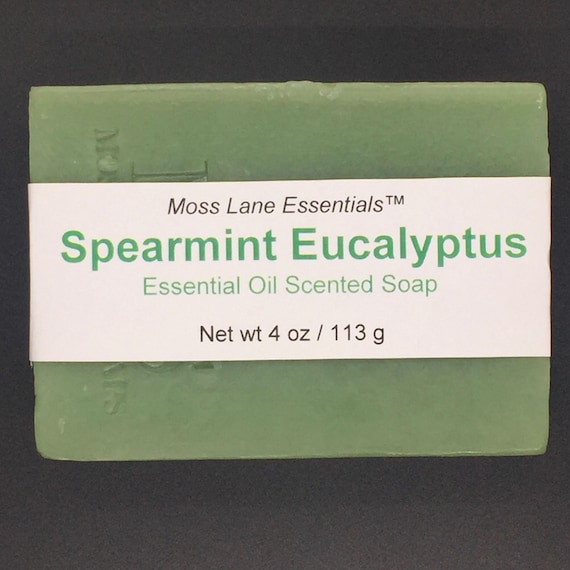 Moss Lane Essentials™
Spearmint Eucalyptus
Essential Oil Scented Soap
Net wt 4 oz / 113 g